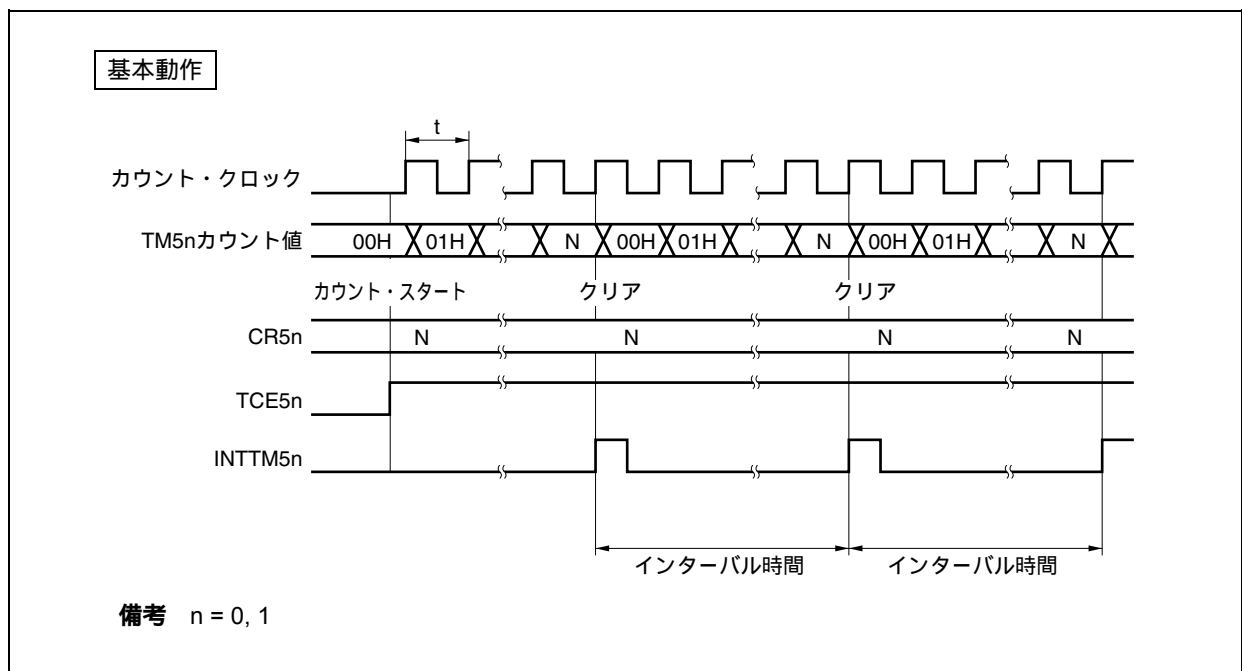 基本動作
t
カウント・クロック
TM5nカウント値 00H 01H N 00H 01H N 00H 01H N
カウント・スタート クリア クリア
CR5n N N N N
TCE5n
INTTM5n
インターバル時間 インターバル時間
備考 n = 0, 1